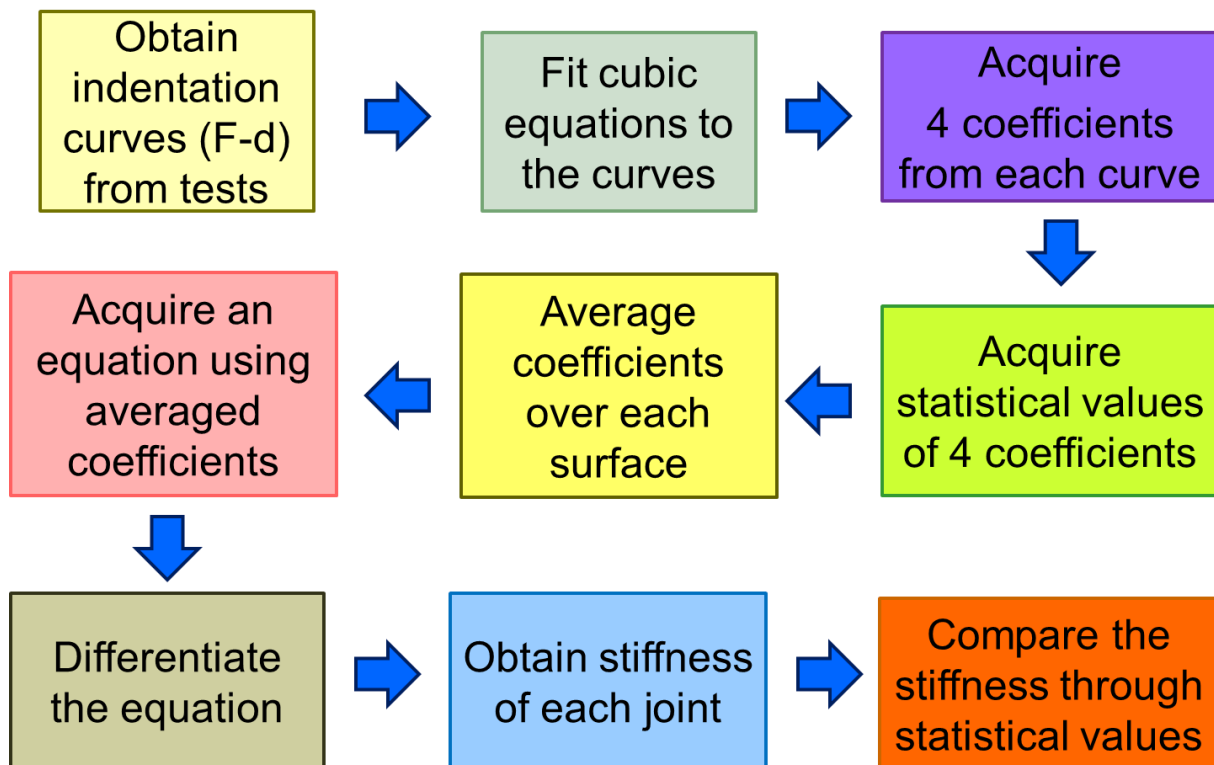 Obtain
indentation
curves (F-d)
from tests
Fit cubic
equations to
the curves
Acquire
4 coefficients
from each curve
Acquire
statistical values
of 4 coefficients
Average
coefficients
over each
surface
Acquire an
equation using
averaged
coefficients
Differentiate
the equation
Obtain stiffness
of each joint
Compare the
stiffness through
statistical values